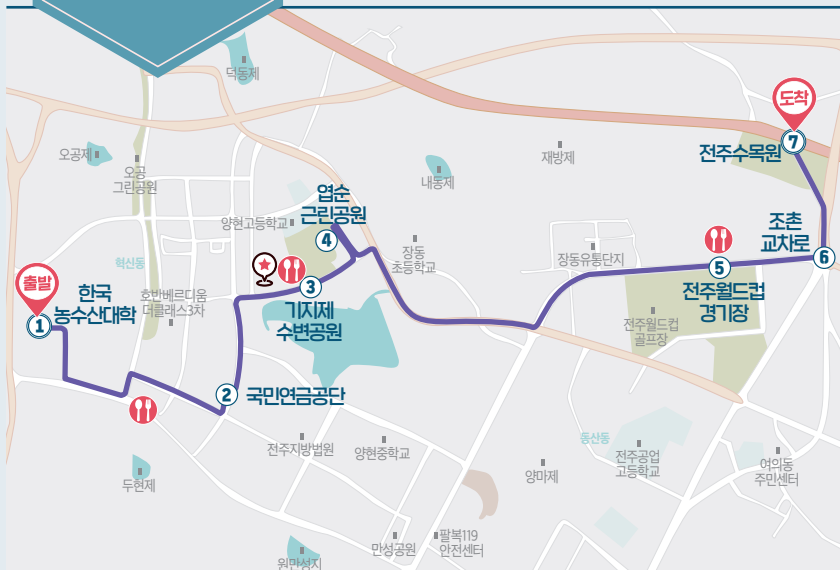 덕동제
도착
7
전주수목원
오공제
오공
그린공원
재방제
내동제
엽순
근린공원
양현고등학교
4
조촌
교차로
장동
초등학교
장동유통단지
혁신동
출발
한국
농수산대학
1
호반베르디움
더클래스3차
3
기지제
수변공원
5
6
전주월드컵
경기장
전주월드컵
골프장
2
국민연금공단
전주지방법원
양현중학교
동산동
전주공업
고등학교
여의동
주민센터
두현제
양마제
만성공원
팔복119
안전센터
원만성지